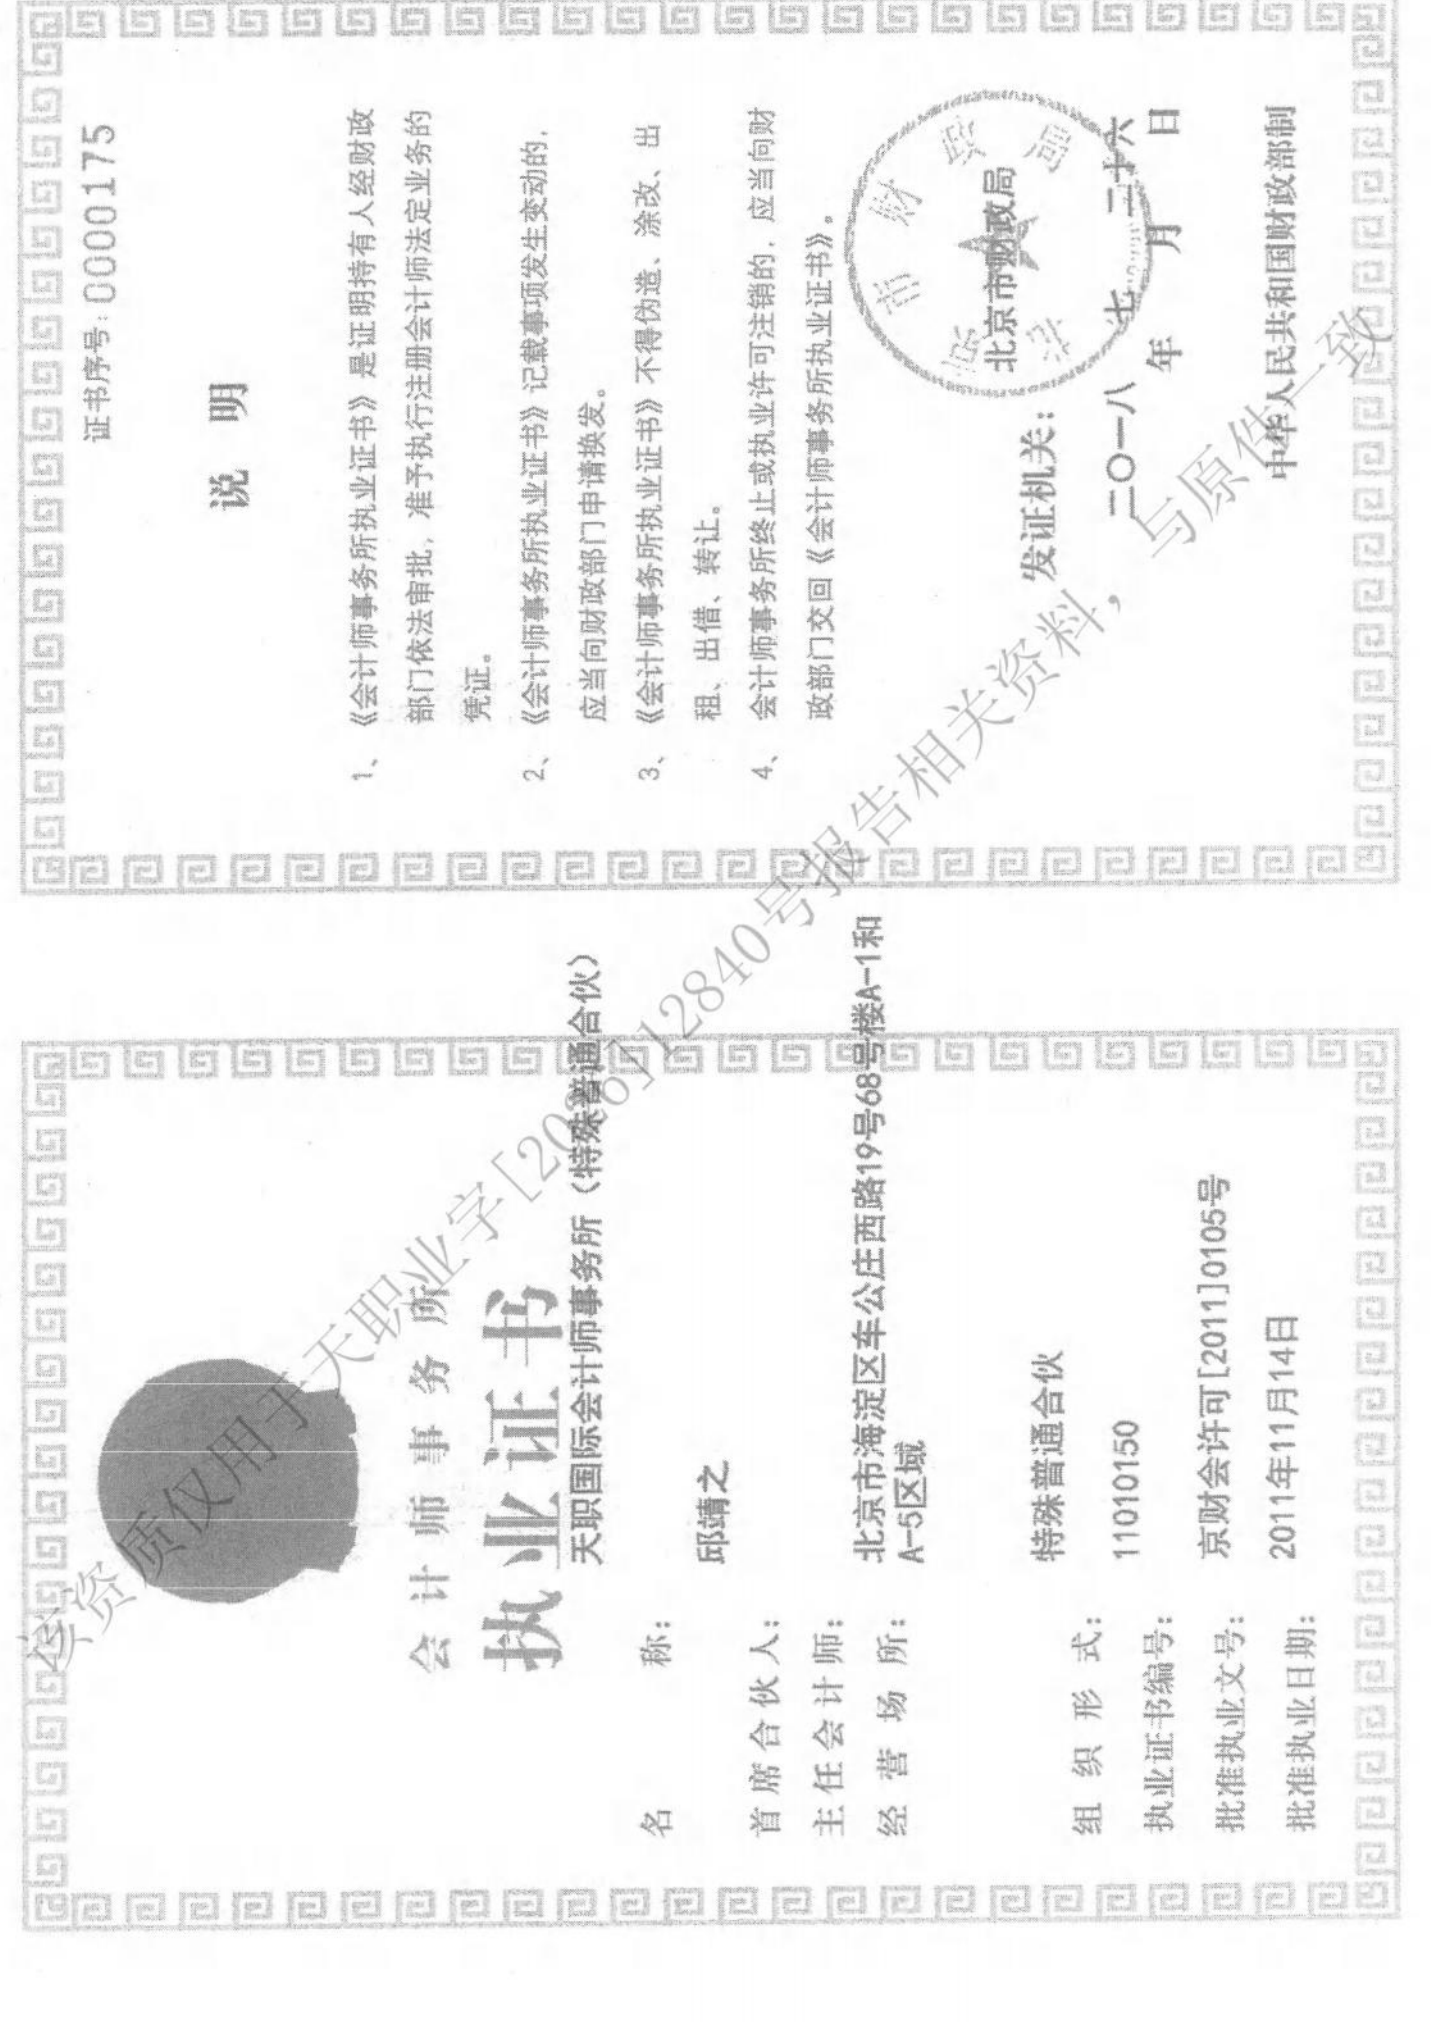 会计师事务所
执业证书
名称：
天职国际会计师事务所（特殊普通合伙）
首席合伙人：
邱靖之
主任会计师：
经营场所：
北京市海淀区车公庄西路19号68号楼A-1和
A-5区域
组织形式：
特殊普通合伙
执业证书编号：
11010150
批准执业文号：
京财会许可[2011]0105号
批准执业日期：
2011年11月14日
证书序号：0000175
说明
1、《会计师事务所执业证书》是证明持有人经财政
部门依法审批，准予执行注册会计师法定业务的
凭证。
2、《会计师事务所执业证书》记载事项发生变动的，
应当向财政部门申请换发。
3、《会计师事务所执业证书》不得伪造、涂改、出
租、出借、转让。
4、会计师事务所终止或执业许可注销的，应当向财
政部门交回《会计师事务所执业证书》。
发证机关：
北京市财政局
北京市财政局
二〇一八年七月二十六日
中华人民共和国财政部制
该资质仅用于天职业字[2026]12840号报告相关资料，与原件一致